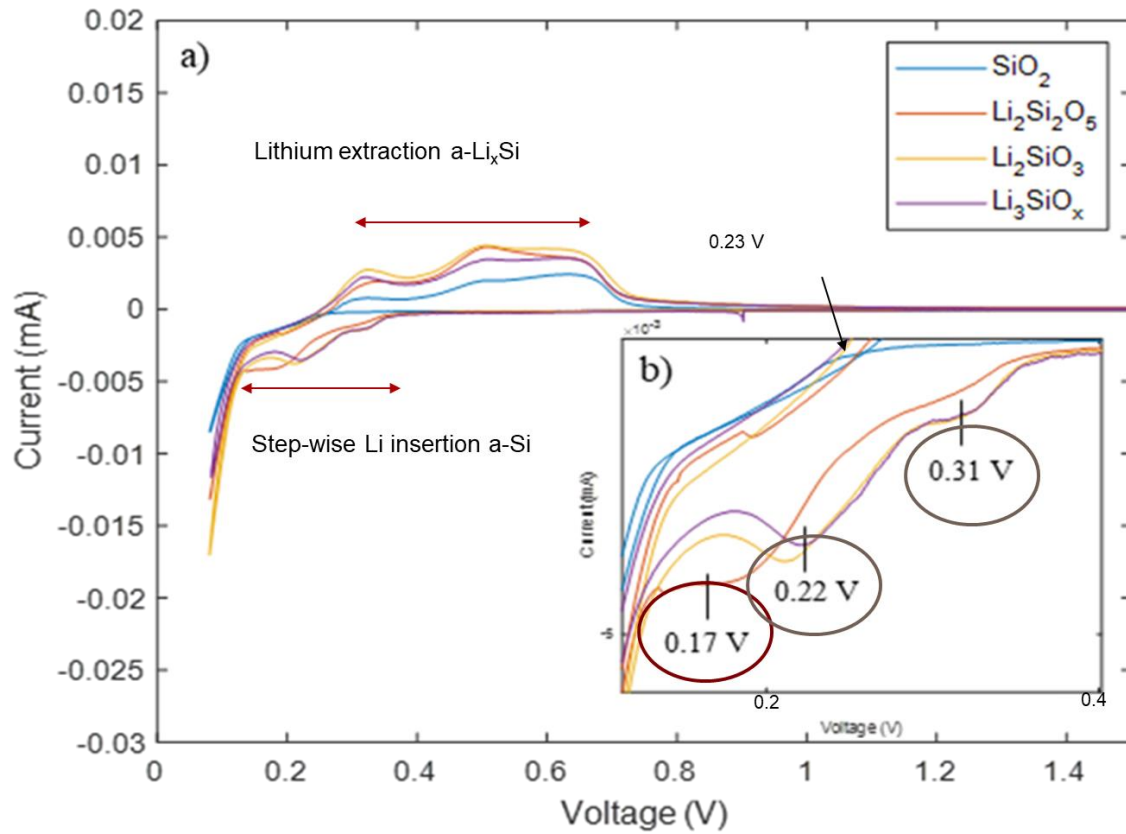 0.02
0.015
0.01
0.005
0
-0.005
-0.01
-0.015
-0.02
-0.025
-0.03
Current (mA)
a)
SiO₂
Li₂Si₂O₅
Li₂SiO₃
Li₃SiOₓ
Lithium extraction a-LiₓSi
0.23 V
Step-wise Li insertion a-Si
×10⁻³
b)
0.31 V
0.22 V
0.17 V
Current(mA)
-5
0.2
0.4
Voltage (V)
0
0.2
0.4
0.6
0.8
1
1.2
1.4
Voltage (V)